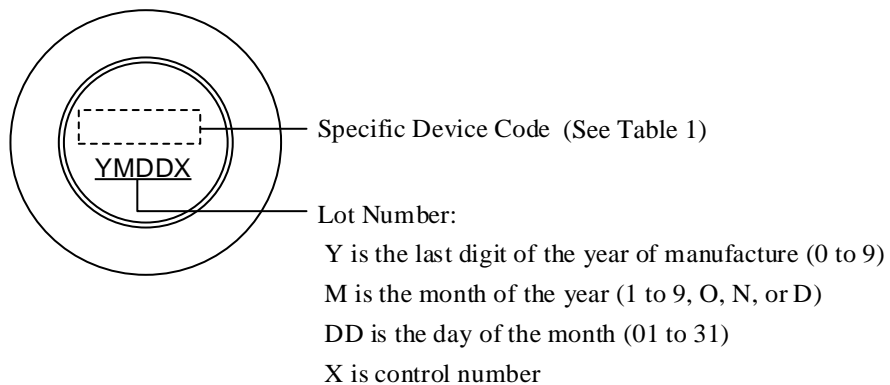 Specific Device Code (See Table 1)
YMDDX
Lot Number:
Y is the last digit of the year of manufacture (0 to 9)
M is the month of the year (1 to 9, O, N, or D)
DD is the day of the month (01 to 31)
X is control number